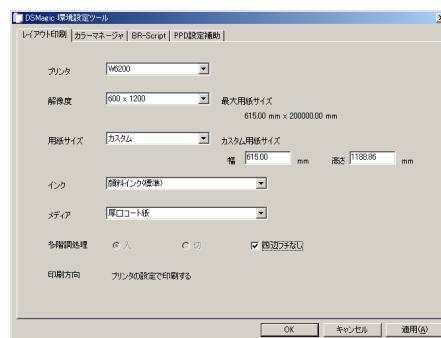 DSMagic 環境設定ツール
レイアウト印刷 カラーマネージャ BR-Script PPD設定補助
プリンタ W6200
解像度 600 x 1200 最大用紙サイズ
615.00 mm x 200000.00 mm
用紙サイズ カスタム カスタム用紙サイズ
幅 615.00 mm 高さ 1188.86 mm
インク 顔料インク(標準)
メディア 厚口コート紙
多階調処理 入 切 四辺フチなし
印刷方向 プリンタの設定で印刷する
OK キャンセル 適用(A)